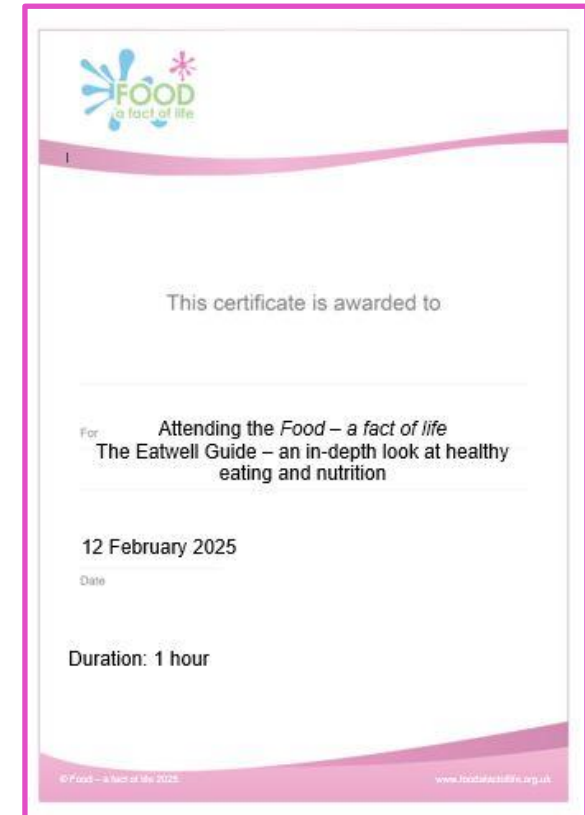 FOOD
a fact of life
This certificate is awarded to
For
Attending the Food – a fact of life
The Eatwell Guide – an in-depth look at healthy
eating and nutrition
12 February 2025
Date
Duration: 1 hour
© Food – a fact of life 2025
www.foodafactoflife.org.uk